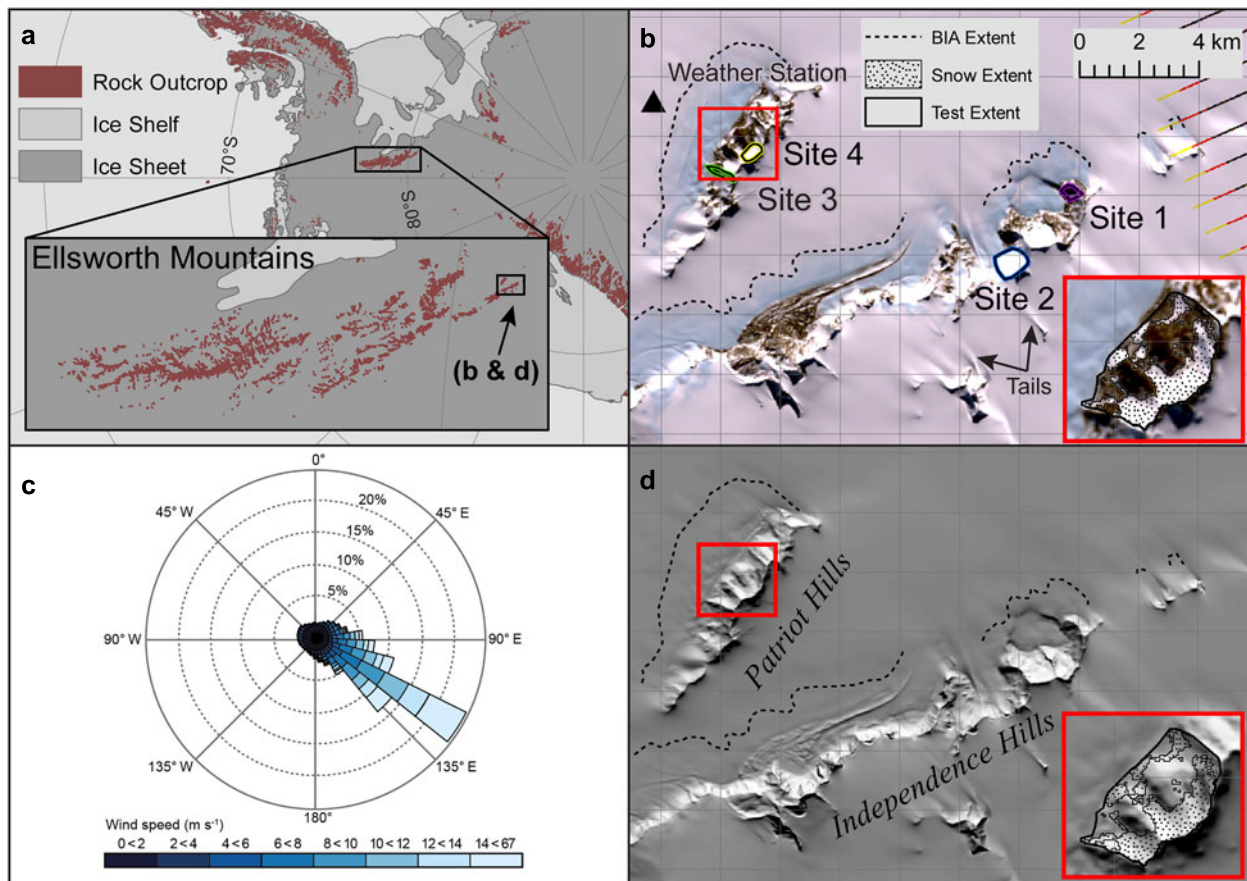 a
Rock Outcrop
Ice Shelf
Ice Sheet
70°S
80°S
Ellsworth Mountains
(b & d)
b
BIA Extent
Snow Extent
Test Extent
0 2 4 km
Weather Station
Site 4
Site 3
Site 1
Site 2
Tails
c
0°
45° W
45° E
20%
15%
10%
5%
90° W
90° E
135° W
135° E
180°
Wind speed (m s⁻¹)
0 < 2 2 < 4 4 < 6 6 < 8 8 < 10 10 < 12 12 < 14 14 < 67
d
Patriot Hills
Independence Hills